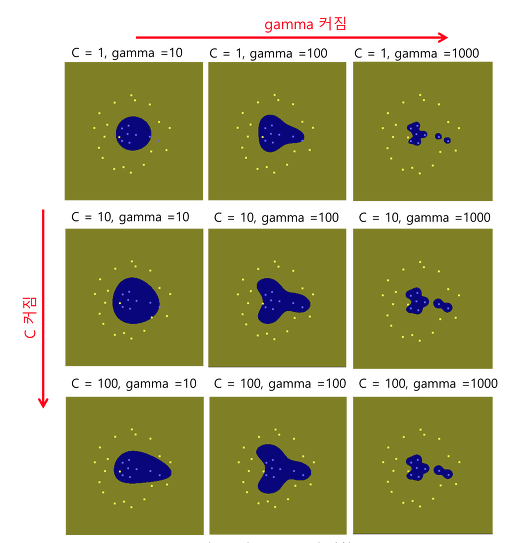 gamma 커짐
C = 1, gamma =10
C = 1, gamma =100
C = 1, gamma =1000
C = 10, gamma =10
C = 10, gamma =100
C = 10, gamma =1000
C 커짐
C = 100, gamma =10
C = 100, gamma =100
C = 100, gamma =1000